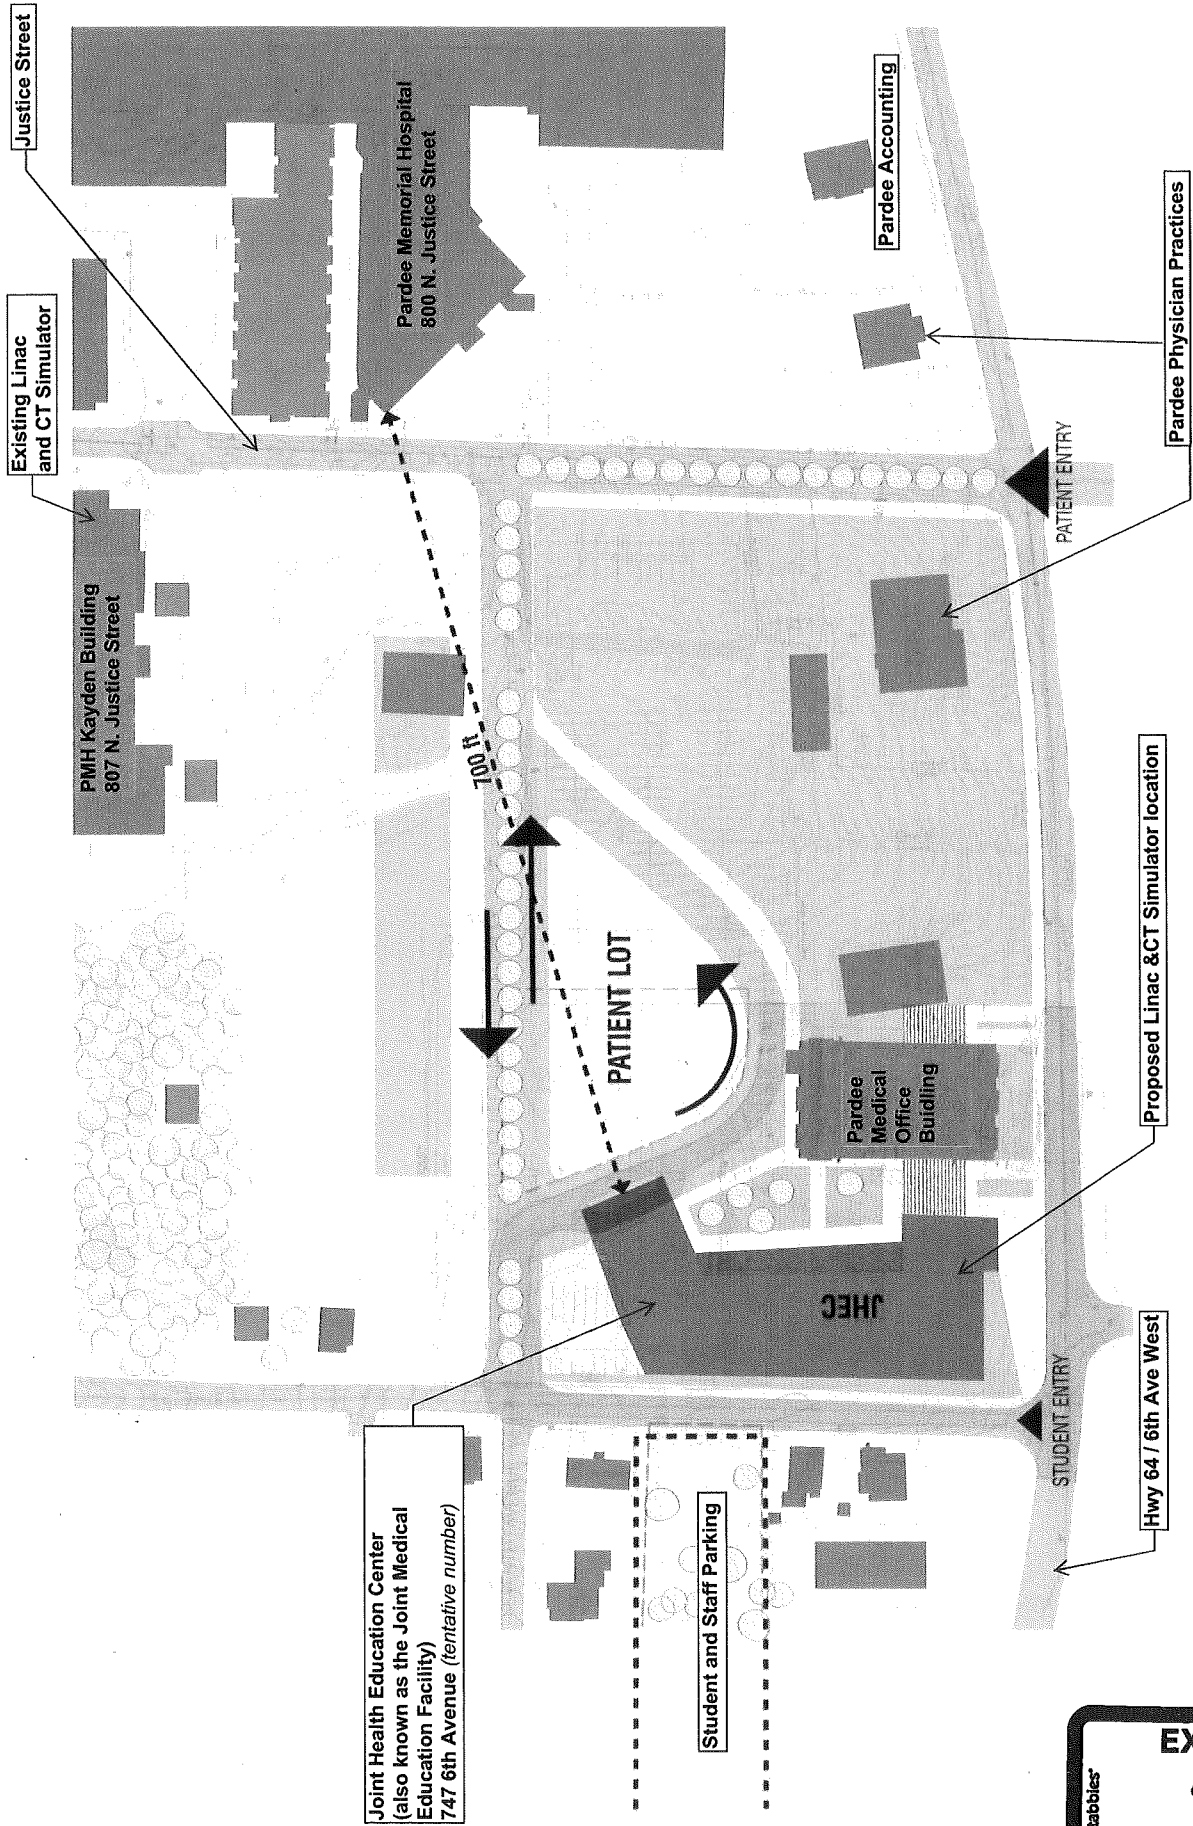 Justice Street
Existing Linac
and CT Simulator
PMH Kayden Building
807 N. Justice Street
Pardee Memorial Hospital
800 N. Justice Street
Pardee Accounting
Pardee Physician Practices
PATIENT ENTRY
700 ft
PATIENT LOT
Pardee
Medical
Office
Buidling
Proposed Linac &CT Simulator location
JHEC
Joint Health Education Center
(also known as the Joint Medical
Education Facility)
747 6th Avenue (tentative number)
Student and Staff Parking
STUDENT ENTRY
Hwy 64 / 6th Ave West
tabbies'
EX